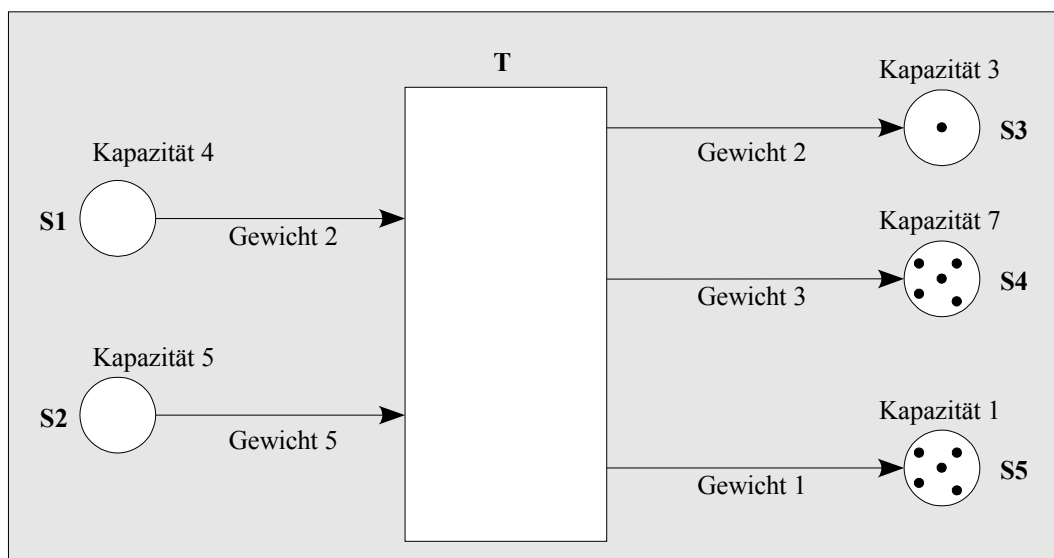 T
Kapazität 3
S3
Gewicht 2
Kapazität 4
S1
Gewicht 2
Kapazität 7
S4
Gewicht 3
Kapazität 5
S2
Gewicht 5
Kapazität 1
S5
Gewicht 1